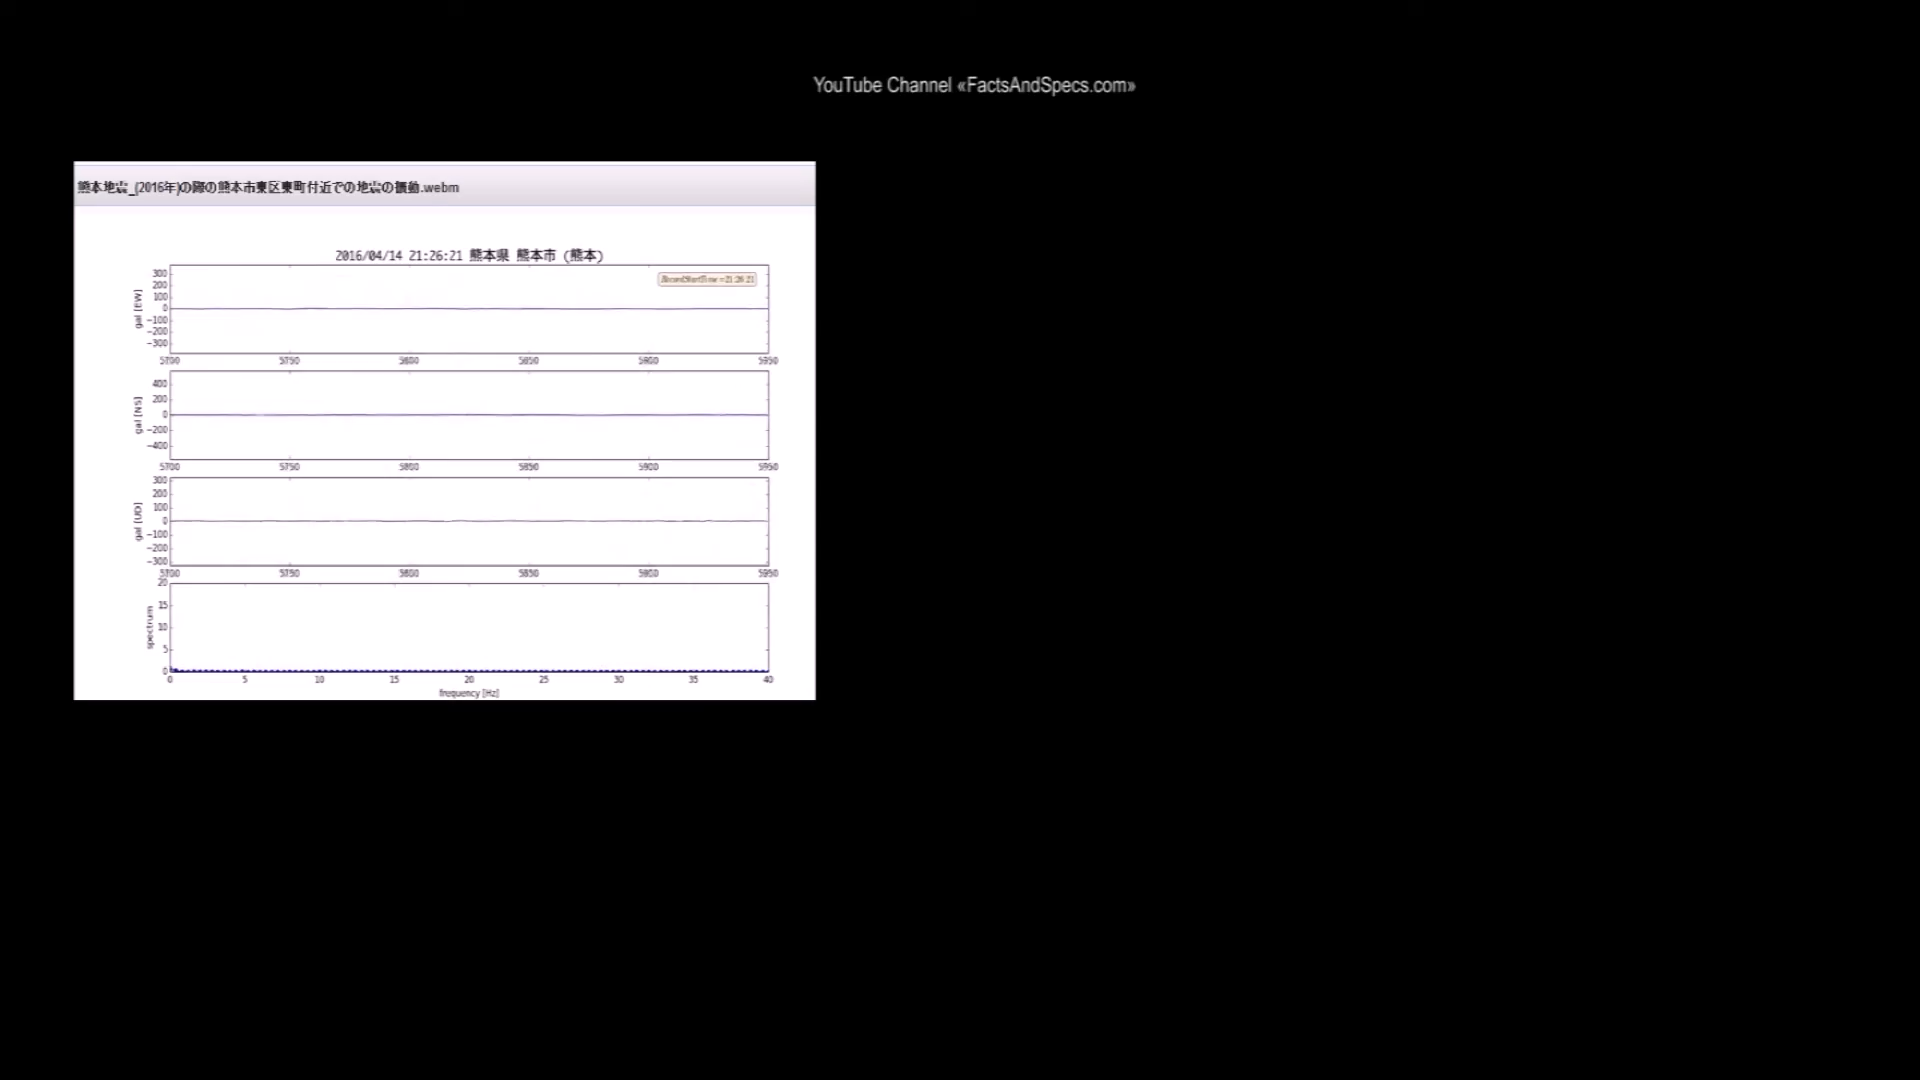 YouTube Channel «FactsAndSpecs.com»
熊本地震_(2016年)の際の熊本市東区東町付近での地震の振動.webm
2016/04/14 21:26:21 熊本県 熊本市 (熊本)
RecordStartTime=21:26:21
gal [EW]
300
200
100
0
−100
−200
−300
5700 5750 5800 5850 5900 5950
gal [NS]
400
200
0
−200
−400
5700 5750 5800 5850 5900 5950
gal [UD]
300
200
100
0
−100
−200
−300
5700 5750 5800 5850 5900 5950
spectrum
20
15
10
5
0
0 5 10 15 20 25 30 35 40
frequency [Hz]